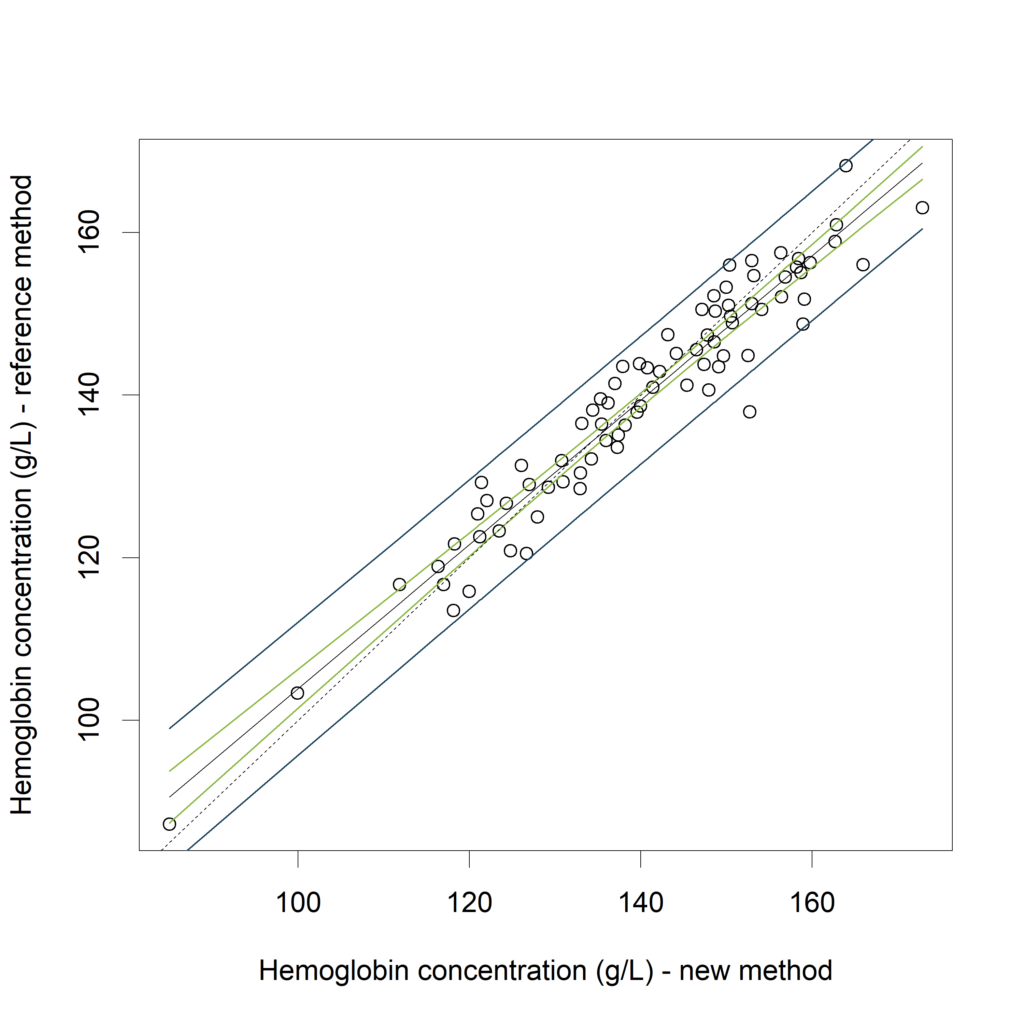 Hemoglobin concentration (g/L) - reference method
160
140
120
100
100 120 140 160
Hemoglobin concentration (g/L) - new method